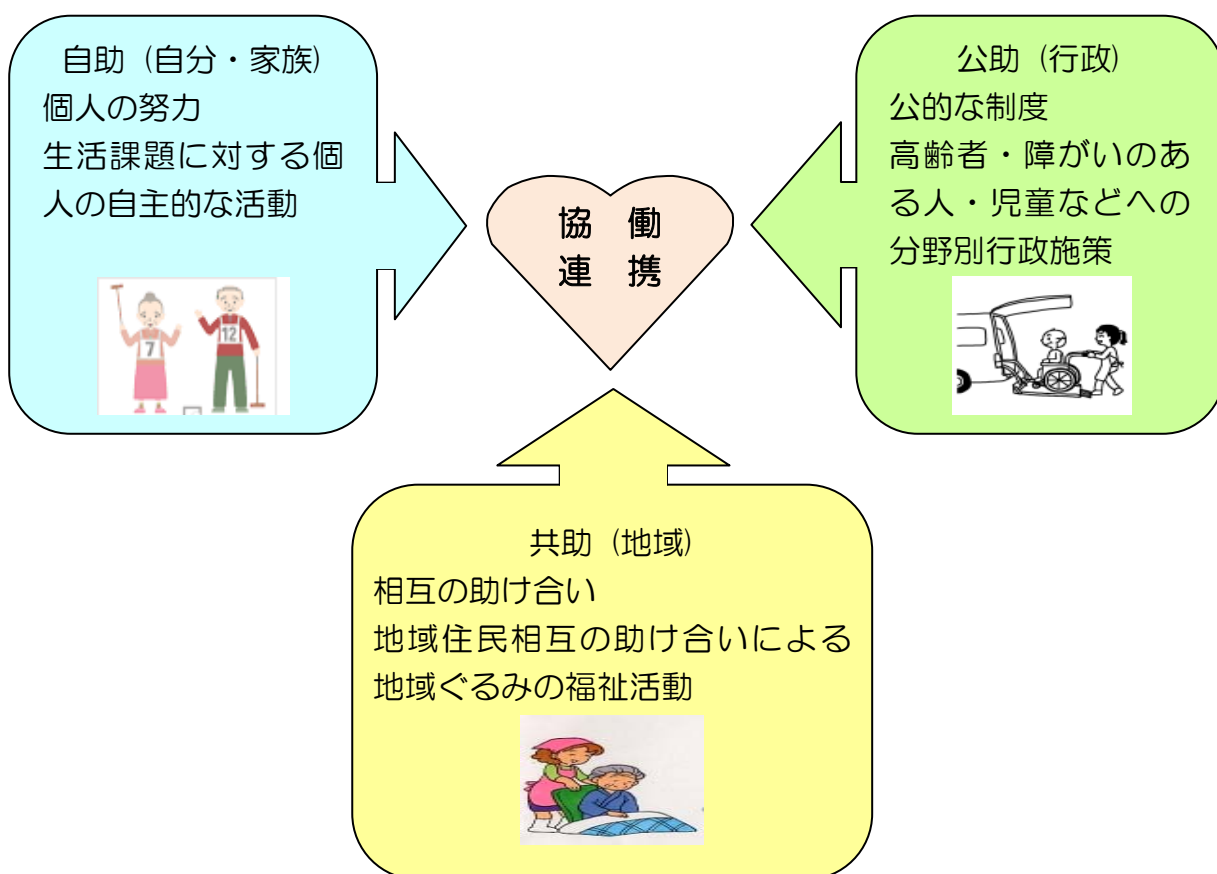 自助（自分・家族）
個人の努力
生活課題に対する個
人の自主的な活動
7
12
協 働
連 携
公助（行政）
公的な制度
高齢者・障がいのあ
る人・児童などへの
分野別行政施策
共助（地域）
相互の助け合い
地域住民相互の助け合いによる
地域ぐるみの福祉活動